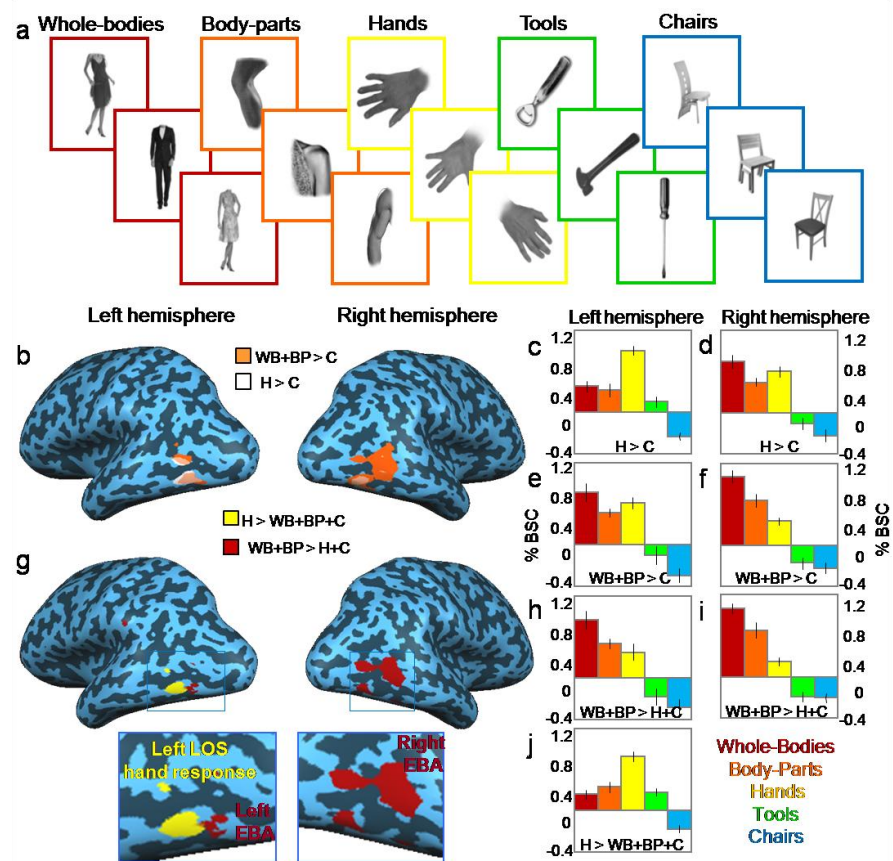 Whole-bodies Body-parts Hands Tools Chairs
a
Left hemisphere Right hemisphere
b
WB+BP > C
H > C
g
H > WB+BP+C
WB+BP > H+C
Left LOS
hand response
Left
EBA
Right
EBA
Left hemisphere Right hemisphere
c
1.2
0.8
0.4
0
-0.4
H > C
d
1.2
0.8
0.4
0
-0.4
H > C
e
1.2
0.8
0.4
0
-0.4
WB+BP > C
f
1.2
0.8
0.4
0
-0.4
WB+BP > C
% BSC
% BSC
h
1.2
0.8
0.4
0
-0.4
WB+BP > H+C
i
1.2
0.8
0.4
0
-0.4
WB+BP > H+C
j
1.2
0.8
0.4
0
-0.4
H > WB+BP+C
Whole-Bodies
Body-Parts
Hands
Tools
Chairs